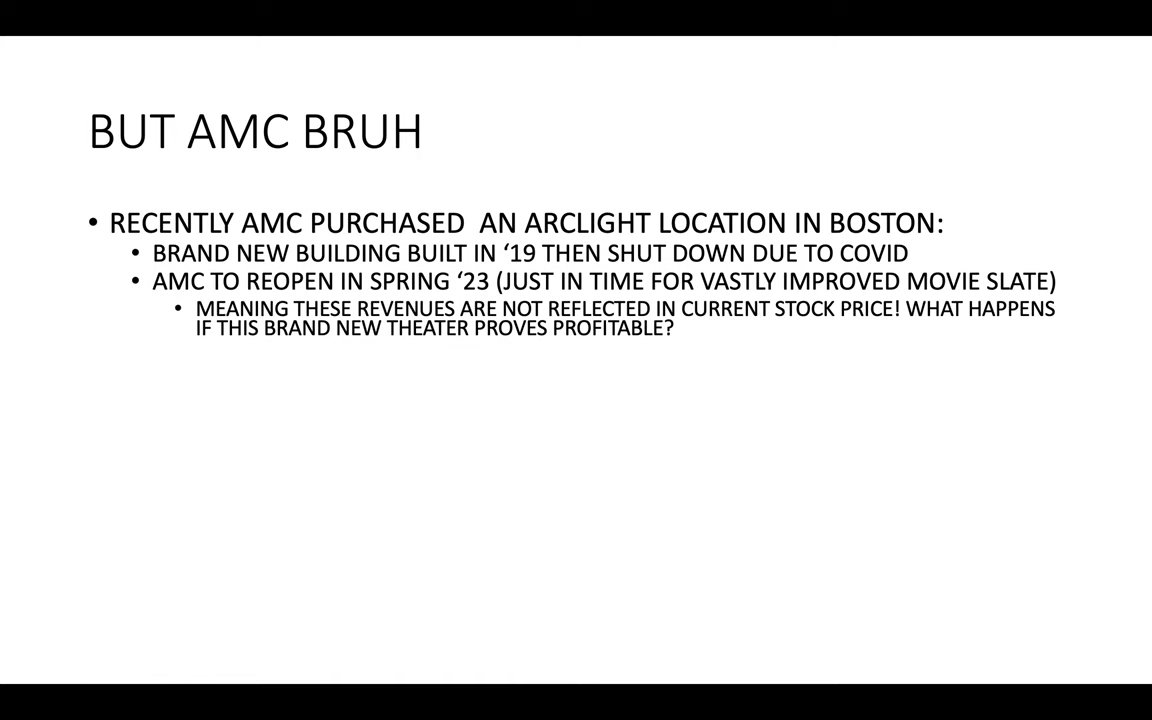 BUT AMC BRUH
• RECENTLY AMC PURCHASED  AN ARCLIGHT LOCATION IN BOSTON:
• BRAND NEW BUILDING BUILT IN ‘19 THEN SHUT DOWN DUE TO COVID
• AMC TO REOPEN IN SPRING ‘23 (JUST IN TIME FOR VASTLY IMPROVED MOVIE SLATE)
• MEANING THESE REVENUES ARE NOT REFLECTED IN CURRENT STOCK PRICE! WHAT HAPPENS
IF THIS BRAND NEW THEATER PROVES PROFITABLE?